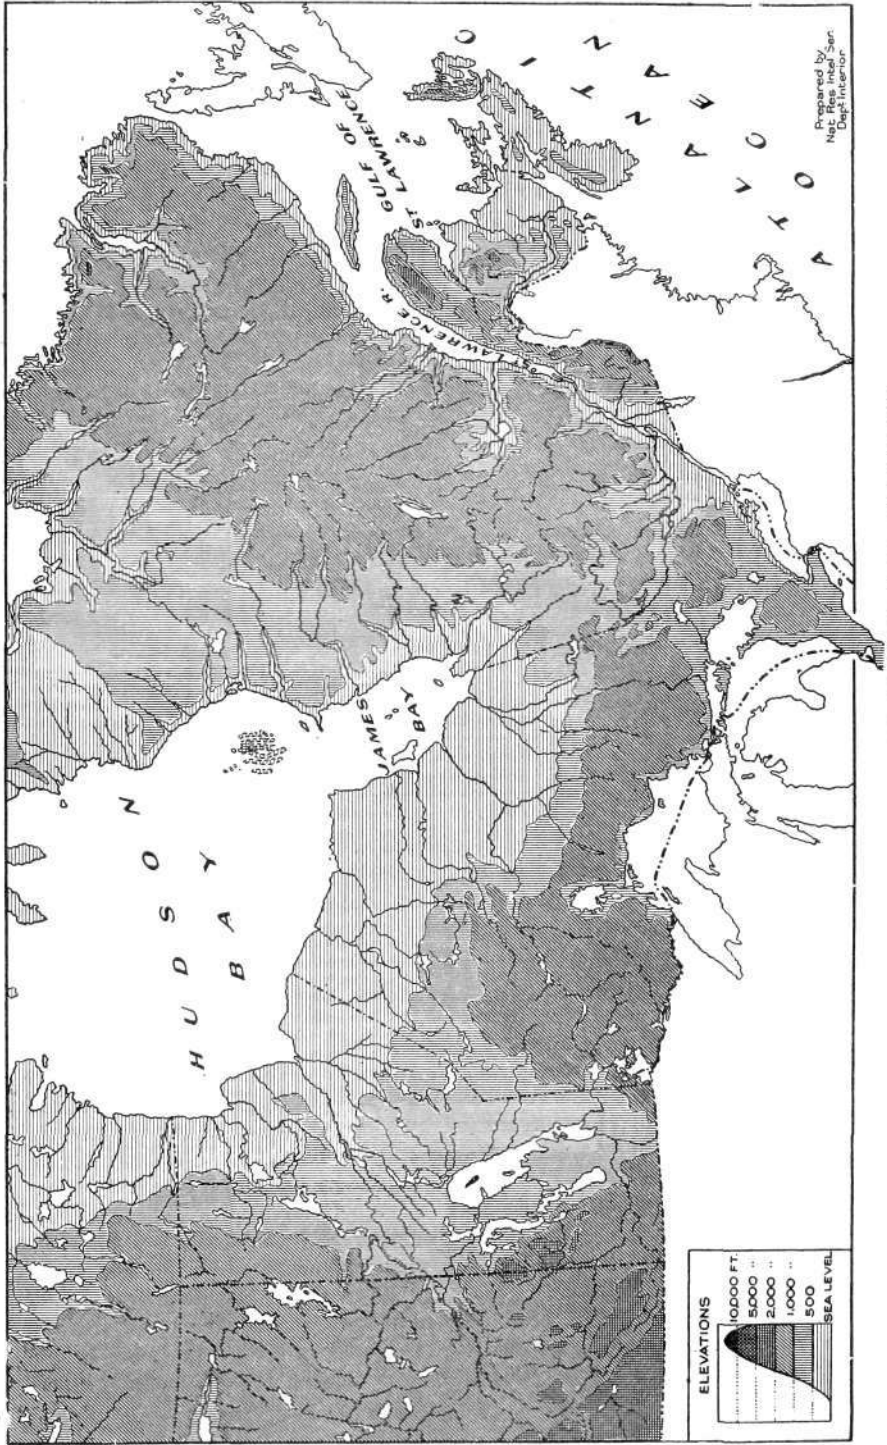 HUDSON
BAY
JAMES
BAY
ST LAWRENCE R.
GULF OF
ST LAWRENCE
ATLANTIC
OCEAN
Prepared by
Nat Res Intel Ser.
Dept Interior
ELEVATIONS
10,000 FT.
5,000 "
2,000 "
1,000 "
500
SEA LEVEL